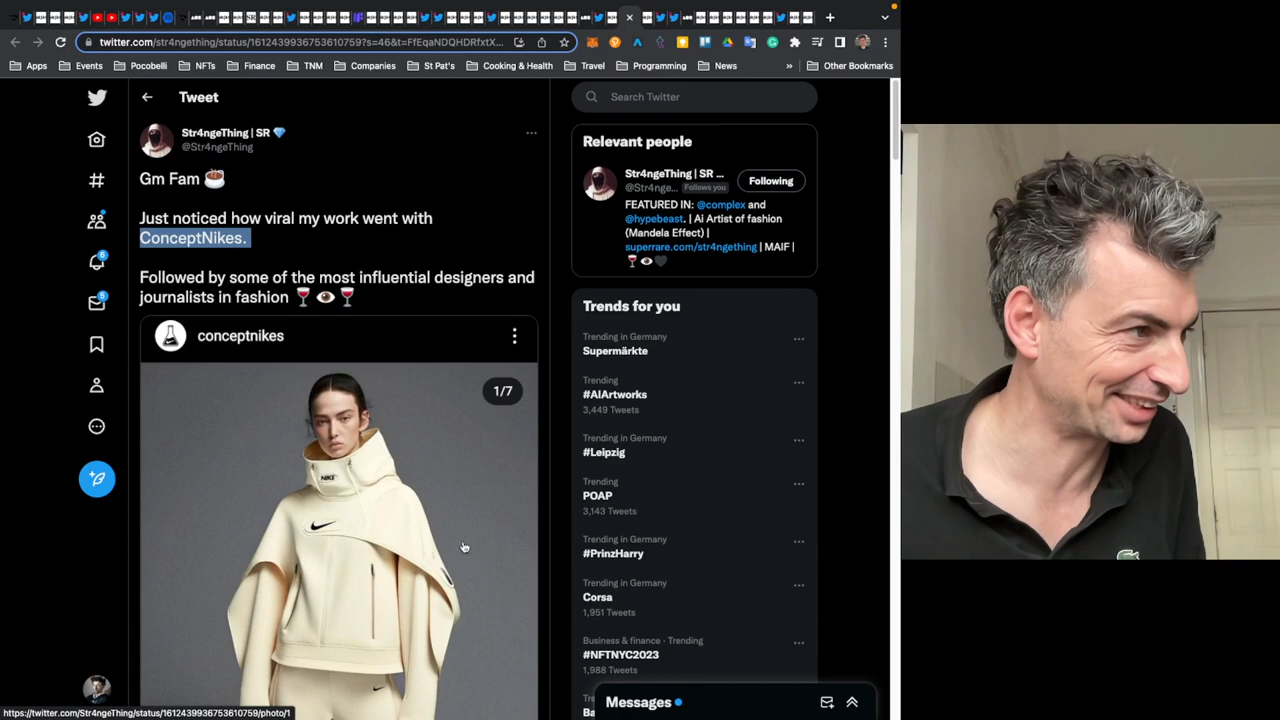 twitter.com/str4ngething/status/1612439936753610759?s=46&t=FfEqaNDQHDRfxtX...
Apps
Events
Pocobelli
NFTs
Finance
TNM
Companies
St Pat's
Cooking & Health
Travel
Programming
News
»
Other Bookmarks
Tweet
Str4ngeThing | SR
@Str4ngeThing
Gm Fam
Just noticed how viral my work went with
ConceptNikes.
Followed by some of the most influential designers and
journalists in fashion
conceptnikes
1/7
NIKE
Search Twitter
Relevant people
Str4ngeThing | SR ...
@Str4nge... Follows you
Following
FEATURED IN: @complex and
@hypebeast. | Ai Artist of fashion
(Mandela Effect) |
superrare.com/str4ngething | MAIF |
Trends for you
Trending in Germany
Supermärkte
Trending
#AIArtworks
3,449 Tweets
Trending in Germany
#Leipzig
Trending
POAP
3,143 Tweets
Trending in Germany
#PrinzHarry
Trending in Germany
Corsa
1,951 Tweets
Business & finance · Trending
#NFTNYC2023
1,988 Tweets
Messages
6
5
https://twitter.com/Str4ngeThing/status/1612439936753610759/photo/1